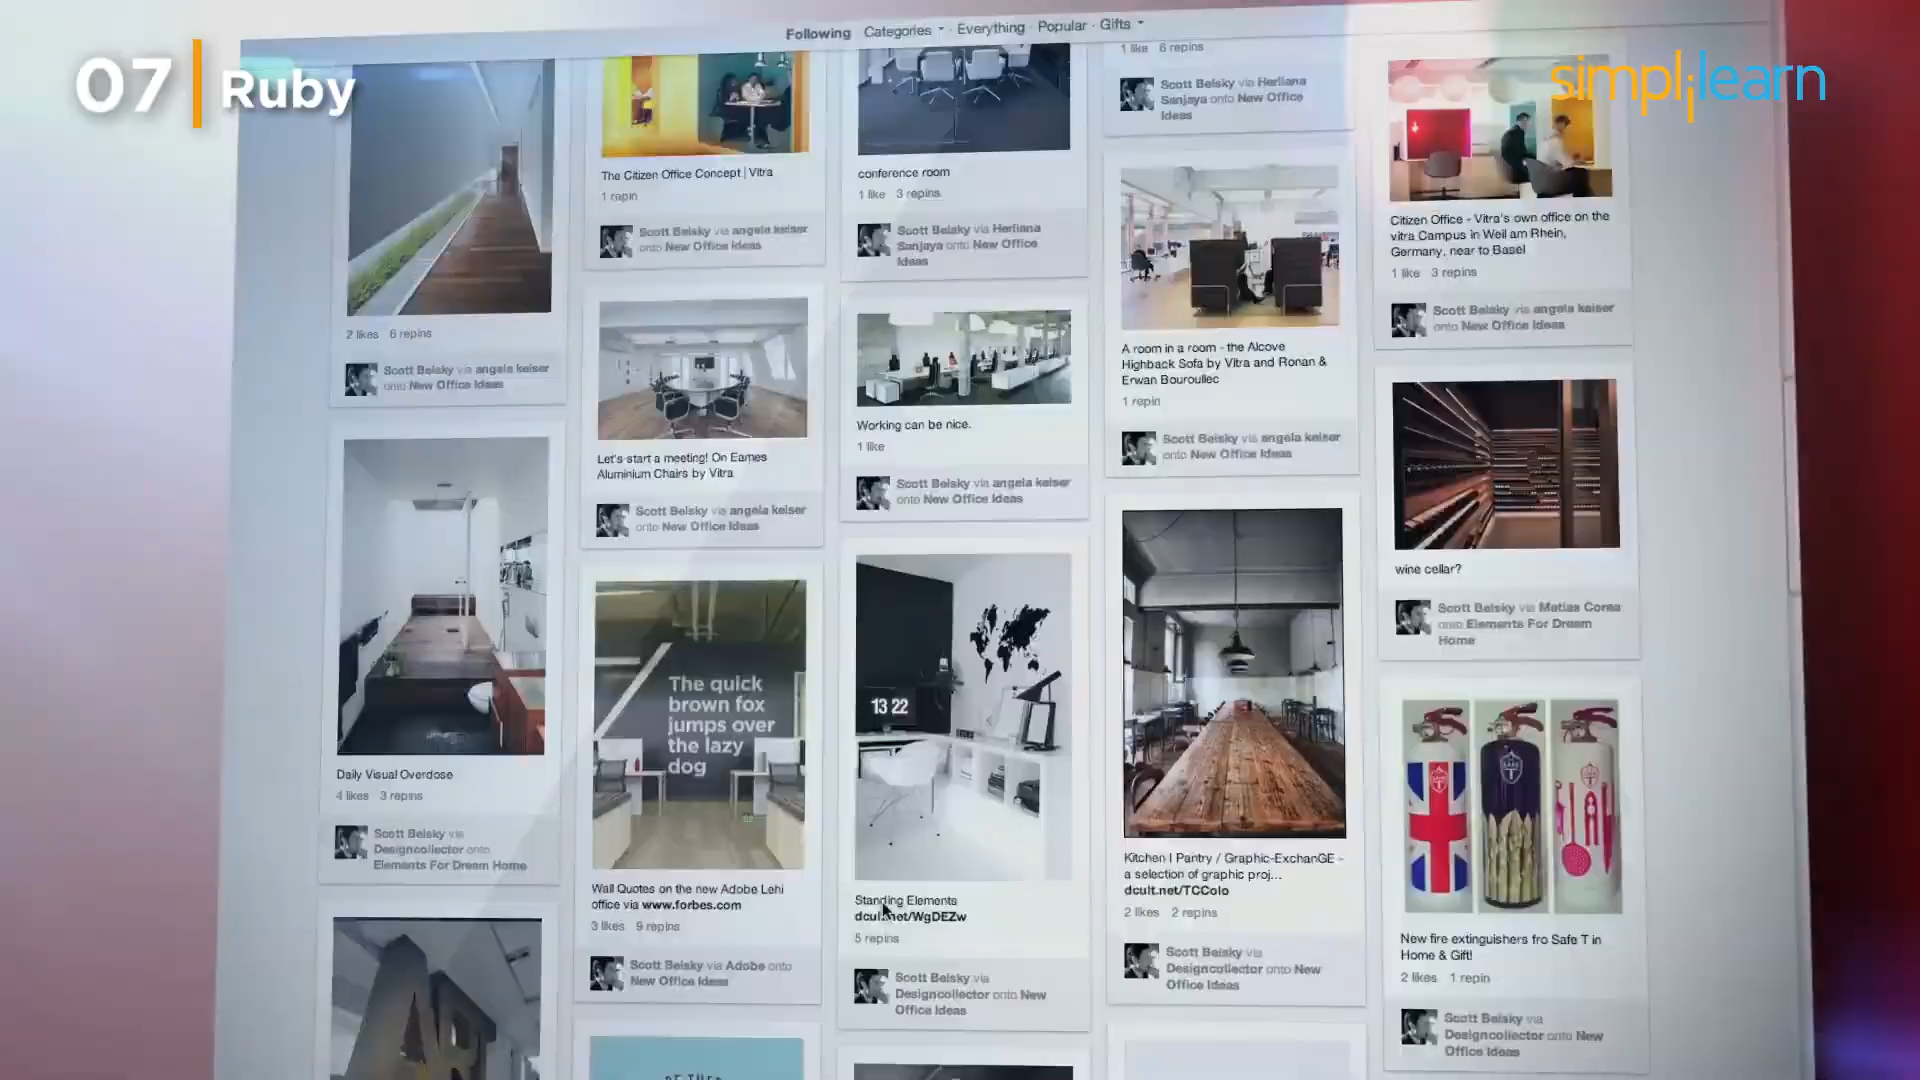 07 Ruby
simplilearn
Following Categories · Everything · Popular · Gifts
2 likes 6 repins
Scott Belsky via angela keiser
onto New Office Ideas
Daily Visual Overdose
4 likes 3 repins
Scott Belsky via
Designcollector onto
Elements For Dream Home
The Citizen Office Concept | Vitra
1 repin
Scott Belsky via angela keiser
onto New Office Ideas
Let's start a meeting! On Eames
Aluminium Chairs by Vitra
Scott Belsky via angela keiser
onto New Office Ideas
The quick
brown fox
jumps over
the lazy
dog
Wall Quotes on the new Adobe Lehi
office via www.forbes.com
3 likes 9 repins
Scott Belsky via Adobe onto
New Office Ideas
conference room
1 like 3 repins
Scott Belsky via Herliana
Sanjaya onto New Office
Ideas
Working can be nice.
1 like
Scott Belsky via angela keiser
onto New Office Ideas
13 22
Standing Elements
dcult.net/WgDEZw
5 repins
Scott Belsky via
Designcollector onto New
Office Ideas
1 like 6 repins
Scott Belsky via Herliana
Sanjaya onto New Office
Ideas
A room in a room - the Alcove
Highback Sofa by Vitra and Ronan &
Erwan Bouroullec
1 repin
Scott Belsky via angela keiser
onto New Office Ideas
Kitchen | Pantry / Graphic-ExchanGE -
a selection of graphic proj...
dcult.net/TCColo
2 likes 2 repins
Scott Belsky via
Designcollector onto New
Office Ideas
Citizen Office - Vitra's own office on the
vitra Campus in Weil am Rhein,
Germany, near to Basel
1 like 3 repins
Scott Belsky via angela keiser
onto New Office Ideas
wine cellar?
Scott Belsky via Matias Corea
onto Elements For Dream
Home
New fire extinguishers fro Safe T in
Home & Gift!
2 likes 1 repin
Scott Belsky via
Designcollector onto New
Office Ideas